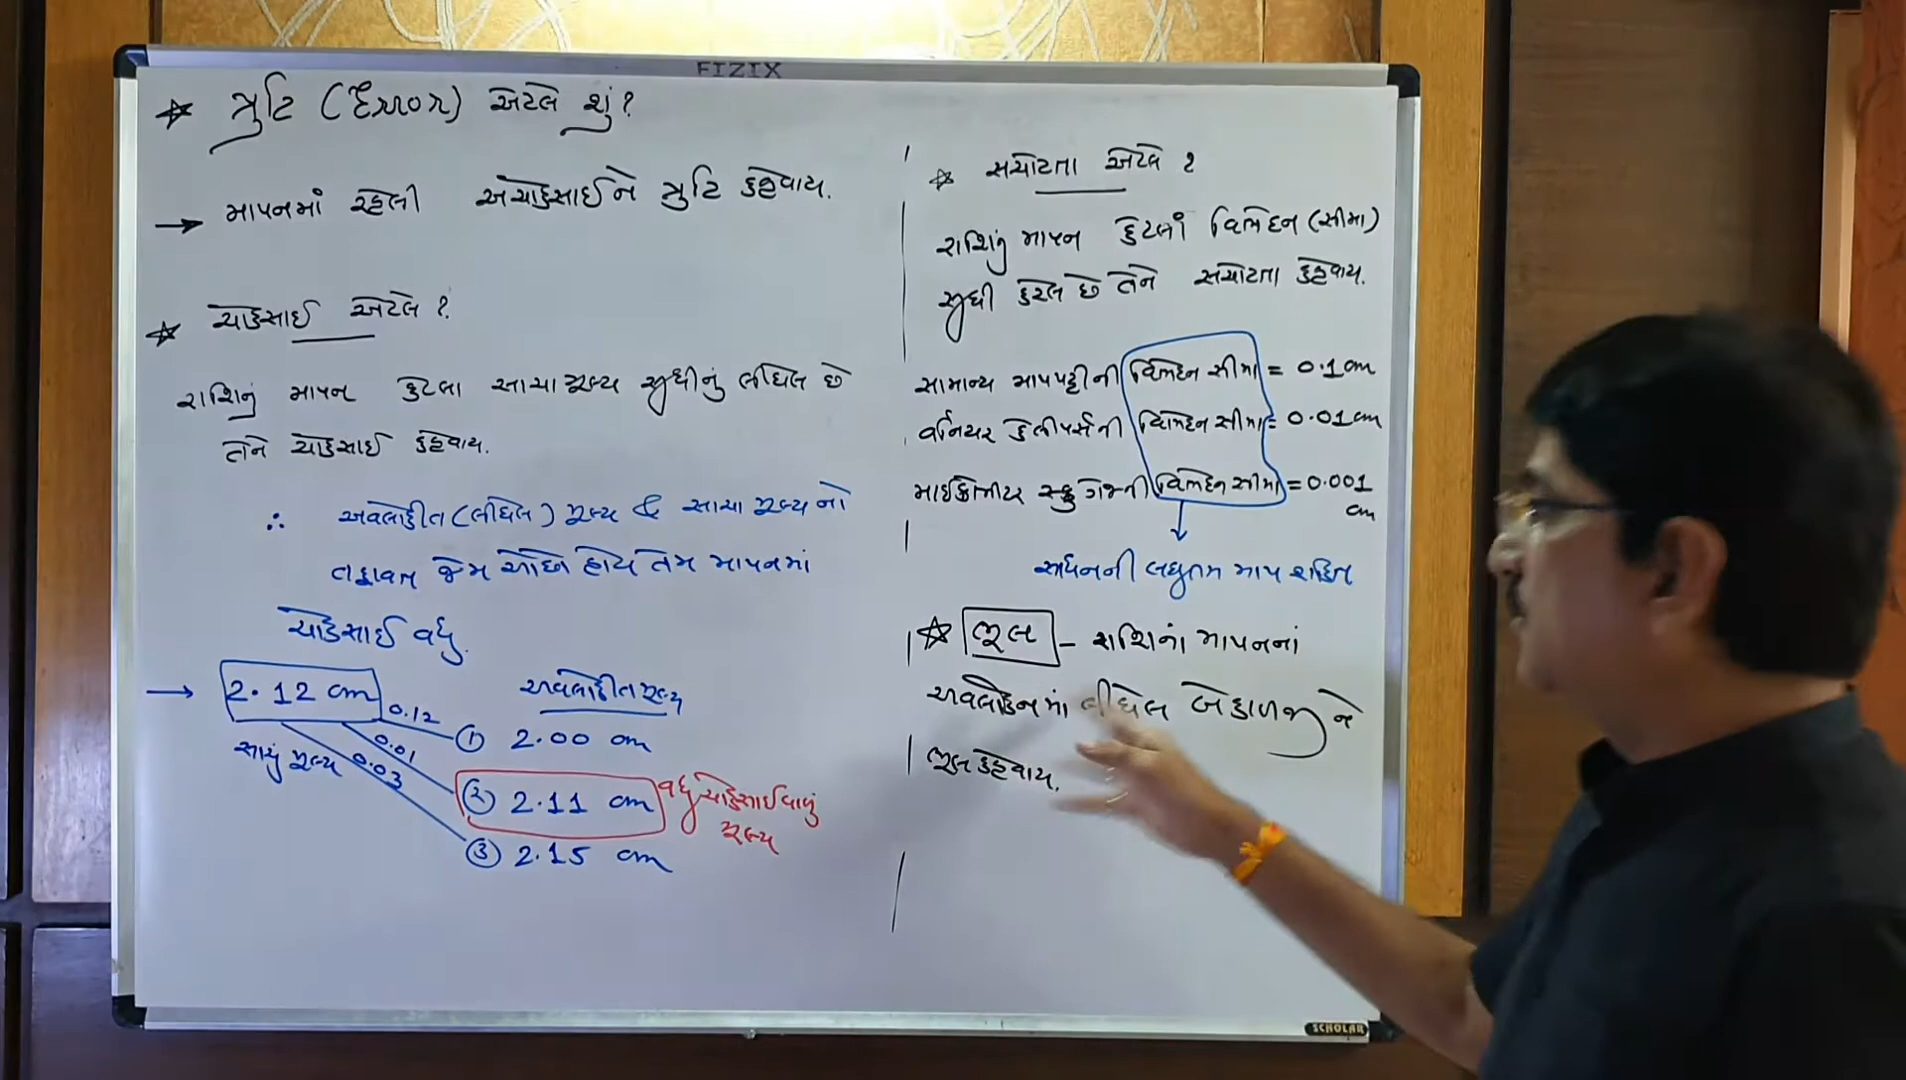 FIZIX
★ ત્રુટિ (Error) એટલે શું?
→ માપનમાં રહેલી અચોકસાઈને ત્રુટિ કહેવાય.
★ ચોકસાઈ એટલે ?
રાશિનું માપન કેટલા સાચા મૂલ્ય સુધીનું લીધેલ છે
તેને ચોકસાઈ કહેવાય.
∴ અવલોકીત (લીધેલ) મૂલ્ય & સાચા મૂલ્ય નો
તફાવત જેમ ઓછો હોય તેમ માપનમાં
ચોકસાઈ વધુ.
→ 2.12 cm
સાચું મૂલ્ય
અવલોકીત મૂલ્ય
0.12
① 2.00 cm
0.01
② 2.11 cm વધુ ચોકસાઈવાળું
મૂલ્ય
0.03
③ 2.15 cm
★ સચોટતા એટલે ?
રાશિનું માપન કેટલાં વિભેદન (સીમા)
સુધી કરેલ છે તેને સચોટતા કહેવાય.
સામાન્ય માપપટ્ટીની વિભેદન સીમા = 0.1 cm
વર્નિયર કેલીપર્સની વિભેદન સીમા = 0.01 cm
માઈક્રોમીટર સ્ક્રુ ગેજની વિભેદન સીમા = 0.001
cm
↓
સાધનની લઘુત્તમ માપ શક્તિ
★ ભૂલ – રાશિનાં માપનનાં
અવલોકનમાં લીધેલ બેકાળજી ને
ભૂલ કહેવાય.
SCHOLAR